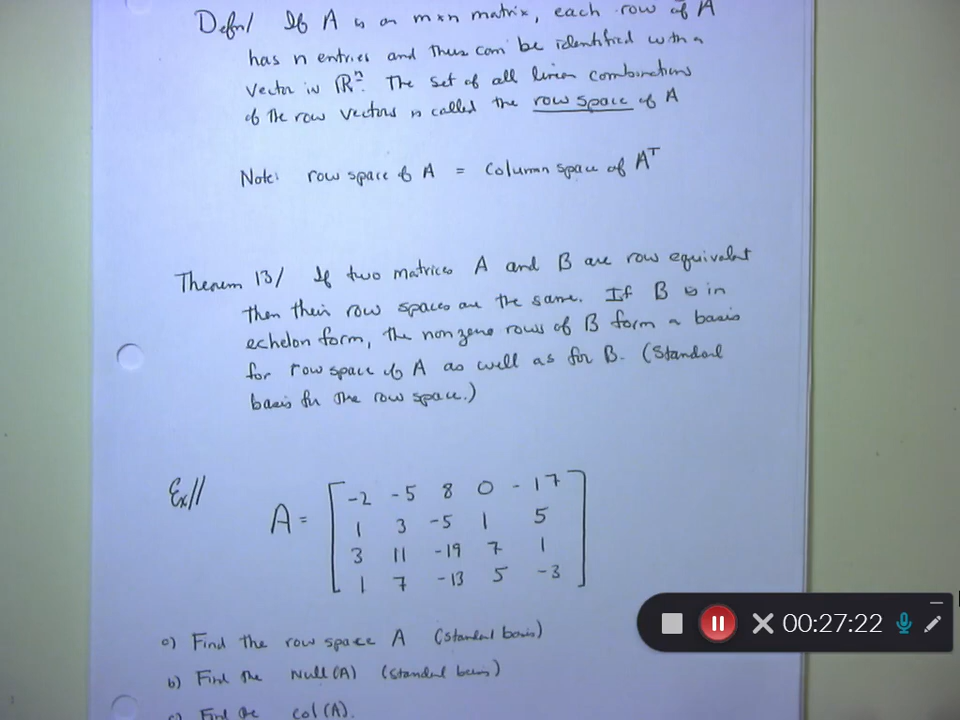 Defn/ If A is an m×n matrix, each row of A
has n entries and thus can be identified with a
vector in ℝⁿ. The set of all linear combinations
of the row vectors is called the row space of A
Note: row space of A = column space of Aᵀ
Theorem 13/ If two matrices A and B are row equivalent
then their row spaces are the same. If B is in
echelon form, the nonzero rows of B form a basis
for row space of A as well as for B. (Standard
basis for the row space.)
Ex//
A = [ -2 -5 8 0 -17
1 3 -5 1 5
3 11 -19 7 1
1 7 -13 5 -3 ]
00:27:22
a) Find the row space A (standard basis)
b) Find the Null(A) (standard basis)
c) Find the col(A).